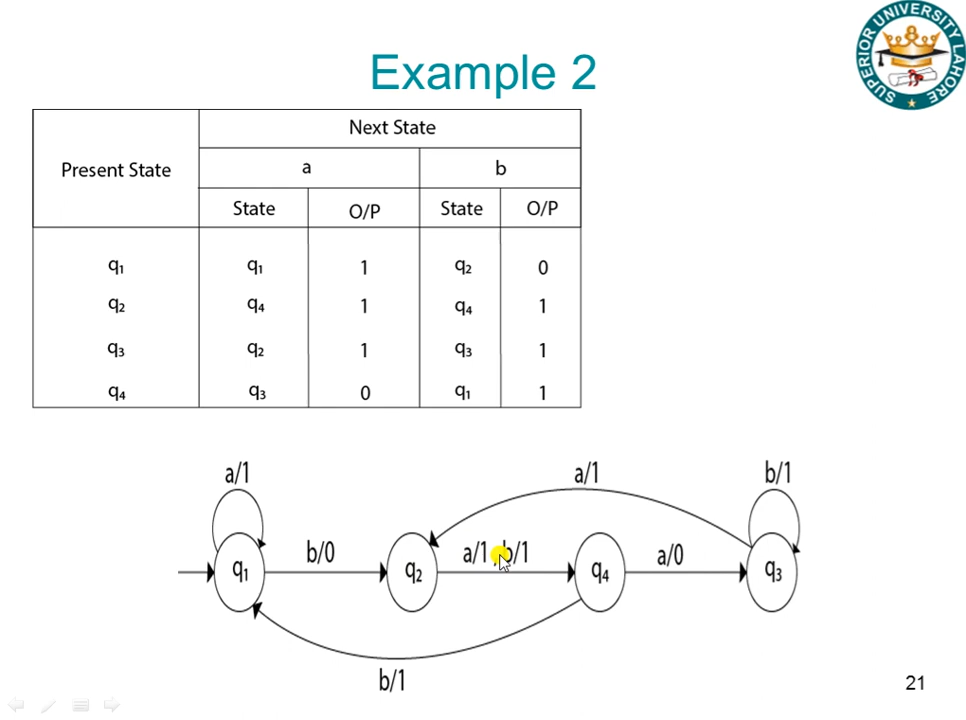 SUPERIOR UNIVERSITY LAHORE
Example 2
Next State
Present State
a b
State O/P State O/P
q₁ q₁ 1 q₂ 0
q₂ q₄ 1 q₄ 1
q₃ q₂ 1 q₃ 1
q₄ q₃ 0 q₁ 1
a/1 a/1 b/1
b/0 a/1, b/1 a/0
q₁ q₂ q₄ q₃
b/1
21